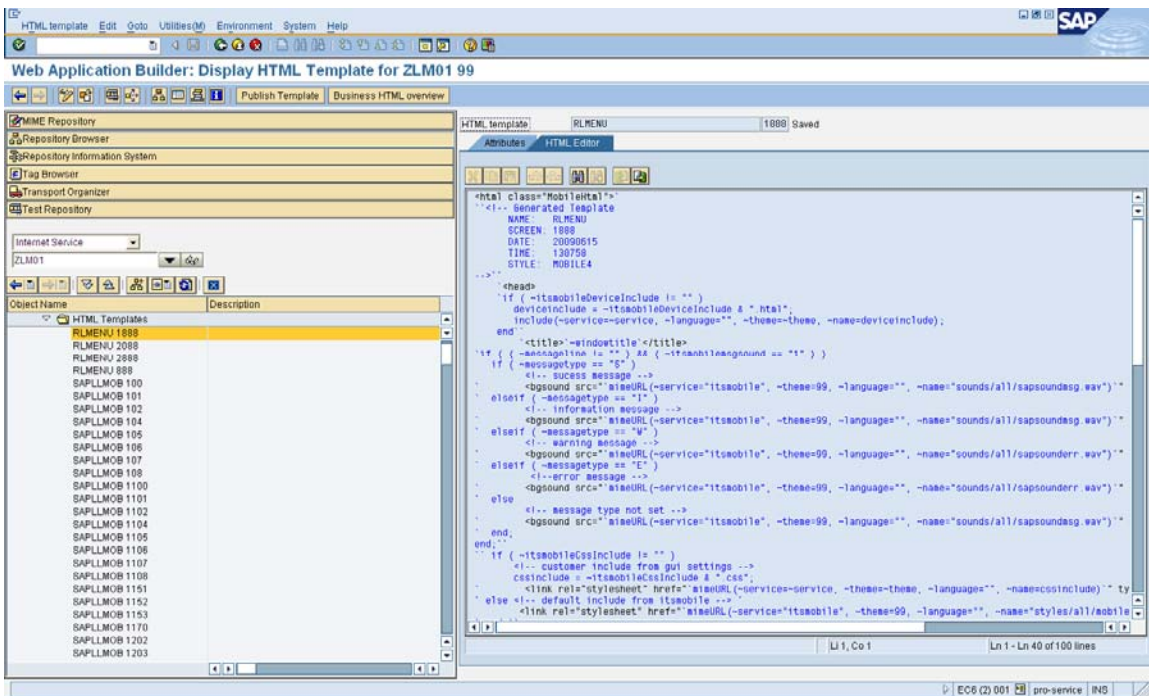 HTML template Edit Goto Utilities(M) Environment System Help
SAP
Web Application Builder: Display HTML Template for ZLM01 99
Publish Template Business HTML overview
MIME Repository
Repository Browser
Repository Information System
Tag Browser
Transport Organizer
Test Repository
Internet Service
ZLM01
Object Name Description
HTML Templates
RLMENU 1888
RLMENU 2088
RLMENU 2888
RLMENU 888
SAPLLMOB 100
SAPLLMOB 101
SAPLLMOB 102
SAPLLMOB 104
SAPLLMOB 105
SAPLLMOB 106
SAPLLMOB 107
SAPLLMOB 108
SAPLLMOB 1100
SAPLLMOB 1101
SAPLLMOB 1102
SAPLLMOB 1104
SAPLLMOB 1105
SAPLLMOB 1106
SAPLLMOB 1107
SAPLLMOB 1108
SAPLLMOB 1151
SAPLLMOB 1152
SAPLLMOB 1153
SAPLLMOB 1170
SAPLLMOB 1202
SAPLLMOB 1203
HTML template RLMENU 1888 Saved
Attributes HTML Editor
<html class="MobileHtml">`
``<!-- Generated Template
NAME: RLMENU
SCREEN: 1888
DATE: 20090615
TIME: 130758
STYLE: MOBILE4
-->``
`<head>
`if ( ~itsmobileDeviceInclude != "" )
deviceinclude = ~itsmobileDeviceInclude & ".html";
include(~service=~service, ~language="", ~theme=~theme, ~name=deviceinclude);
end``
`<title>`~windowtitle`</title>
`if ( ( ~messageline != "" ) && ( ~itsmobilemsgsound == "1" ) )
if ( ~messagetype == "S" )
<!-- sucess message -->
` <bgsound src="`mimeURL(~service="itsmobile", ~theme=99, ~language="", ~name="sounds/all/sapsoundmsg.wav")`"
` elseif ( ~messagetype == "I" )
<!-- information message -->
` <bgsound src="`mimeURL(~service="itsmobile", ~theme=99, ~language="", ~name="sounds/all/sapsoundmsg.wav")`"
` elseif ( ~messagetype == "W" )
<!-- warning message -->
` <bgsound src="`mimeURL(~service="itsmobile", ~theme=99, ~language="", ~name="sounds/all/sapsounderr.wav")`"
` elseif ( ~messagetype == "E" )
<!--error message -->
` <bgsound src="`mimeURL(~service="itsmobile", ~theme=99, ~language="", ~name="sounds/all/sapsounderr.wav")`"
` else
<!-- message type not set -->
` <bgsound src="`mimeURL(~service="itsmobile", ~theme=99, ~language="", ~name="sounds/all/sapsoundmsg.wav")`"
` end;
end;``
`` if ( ~itsmobileCssInclude != "" )
<!-- customer include from gui settings -->
cssinclude = ~itsmobileCssInclude & ".css";
` <link rel="stylesheet" href="`mimeURL(~service=~service, ~theme=~theme, ~language="", ~name=cssinclude)`" ty
` else <!-- default include from itsmobile --> `
<link rel="stylesheet" href="`mimeURL(~service="itsmobile", ~theme=99, ~language="", ~name="styles/all/mobile
Li 1, Co 1 Ln 1 - Ln 40 of 100 lines
EC6 (2) 001 pro-service INS